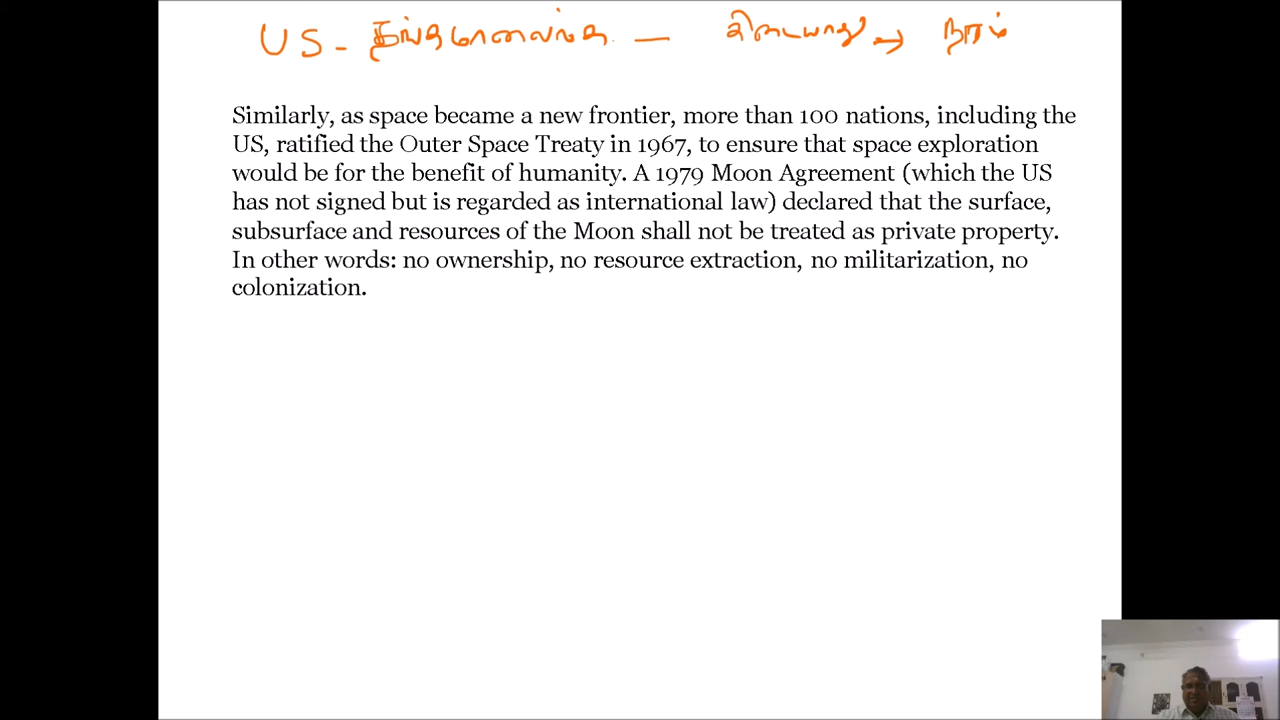 US - – கிடையாது → நாம்
Similarly, as space became a new frontier, more than 100 nations, including the
US, ratified the Outer Space Treaty in 1967, to ensure that space exploration
would be for the benefit of humanity. A 1979 Moon Agreement (which the US
has not signed but is regarded as international law) declared that the surface,
subsurface and resources of the Moon shall not be treated as private property.
In other words: no ownership, no resource extraction, no militarization, no
colonization.